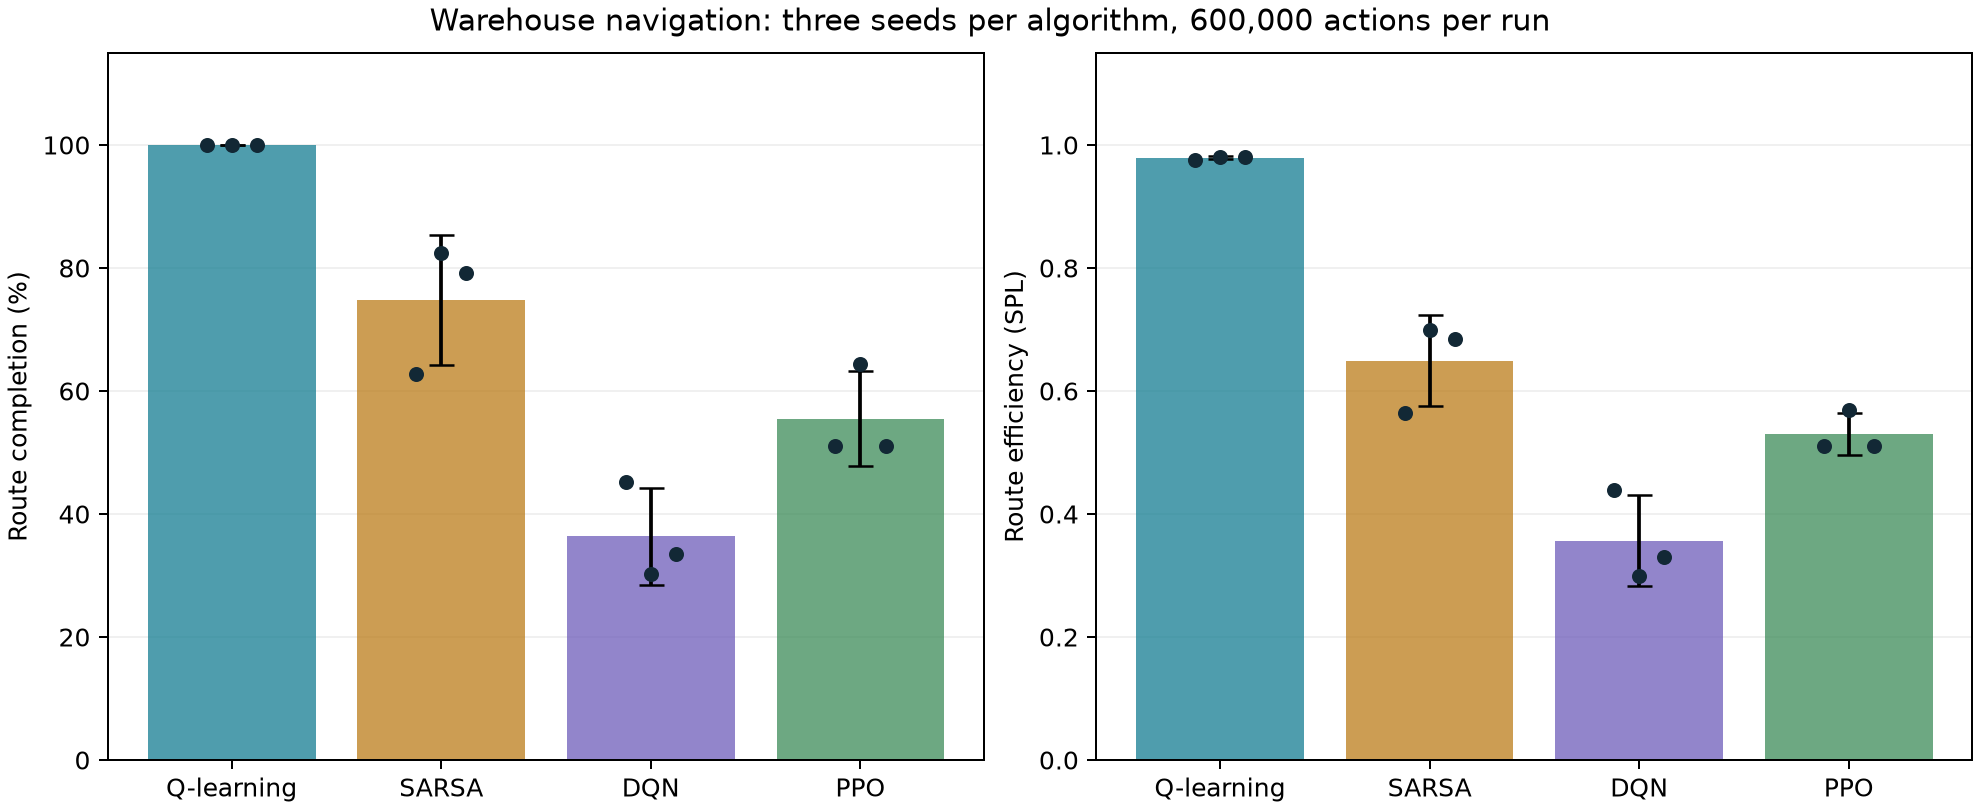 Warehouse navigation: three seeds per algorithm, 600,000 actions per run
Route completion (%)
100
80
60
40
20
0
Q-learning
SARSA
DQN
PPO
Route efficiency (SPL)
1.0
0.8
0.6
0.4
0.2
0.0
Q-learning
SARSA
DQN
PPO